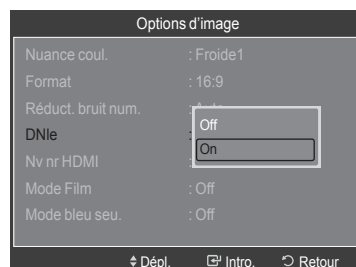 Options d'image
Nuance coul. : Froide1
Format : 16:9
Réduct. bruit num. :
Off
DNIe :
On
Nv nr HDMI :
Mode Film : Off
Mode bleu seu. : Off
Dépl. Intro. Retour